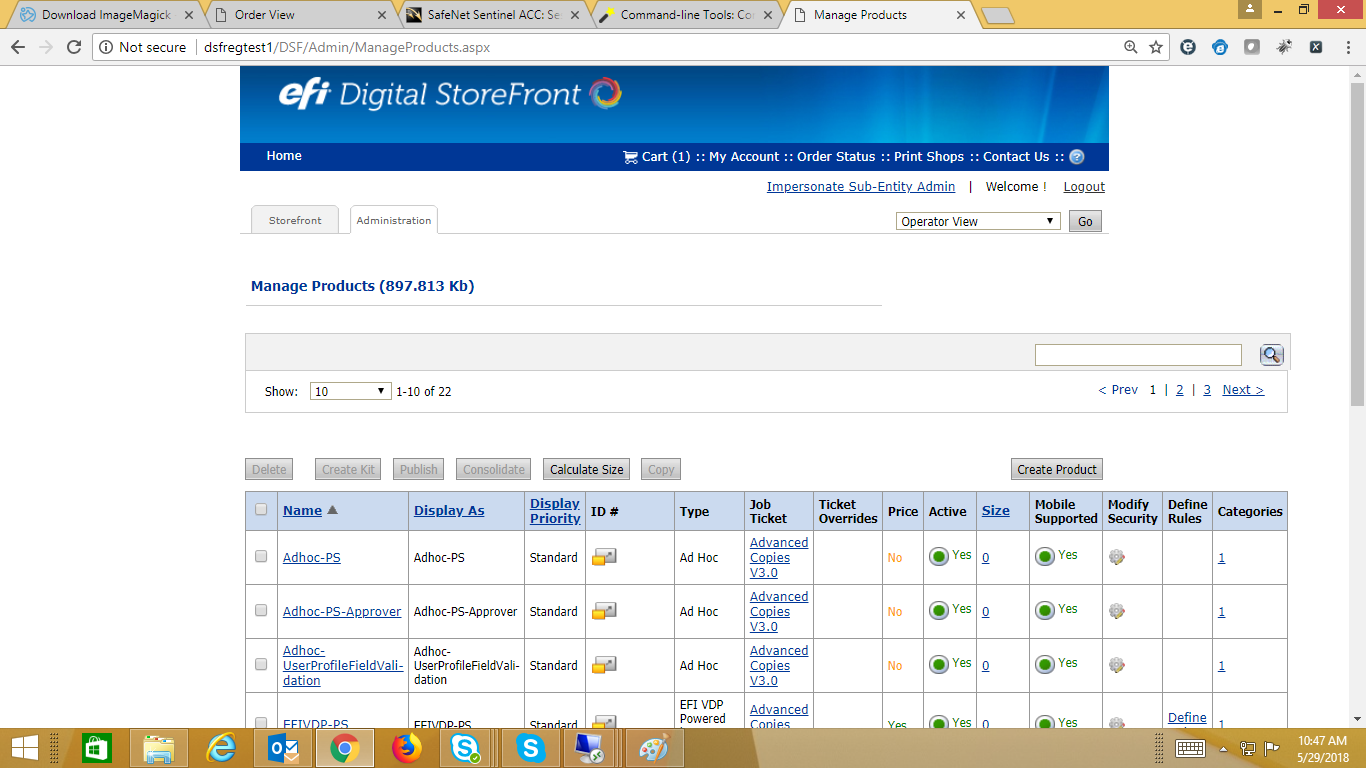 Download ImageMagick
Order View
SafeNet Sentinel ACC: Se
Command-line Tools: Co
Manage Products
Not secure
dsfregtest1/DSF/Admin/ManageProducts.aspx
efi Digital StoreFront
Home
Cart (1) :: My Account :: Order Status :: Print Shops :: Contact Us ::
Impersonate Sub-Entity Admin | Welcome ! Logout
Storefront
Administration
Operator View
Go
Manage Products (897.813 Kb)
Show: 10 1-10 of 22
< Prev 1 | 2 | 3 Next >
Delete
Create Kit
Publish
Consolidate
Calculate Size
Copy
Create Product
Name
Display As
Display
Priority
ID #
Type
Job
Ticket
Ticket
Overrides
Price
Active
Size
Mobile
Supported
Modify
Security
Define
Rules
Categories
Adhoc-PS
Adhoc-PS
Standard
Ad Hoc
Advanced
Copies
V3.0
No
Yes
0
Yes
1
Adhoc-PS-Approver
Adhoc-PS-Approver
Standard
Ad Hoc
Advanced
Copies
V3.0
No
Yes
0
Yes
1
Adhoc-
UserProfileFieldVali-
dation
Adhoc-
UserProfileFieldVali-
dation
Standard
Ad Hoc
Advanced
Copies
V3.0
No
Yes
0
Yes
1
EFIVDP-PS
EFIVDP-PS
Standard
EFI VDP
Powered
Advanced
Copies
Yes
Yes
0
Yes
Define
1
10:47 AM
5/29/2018